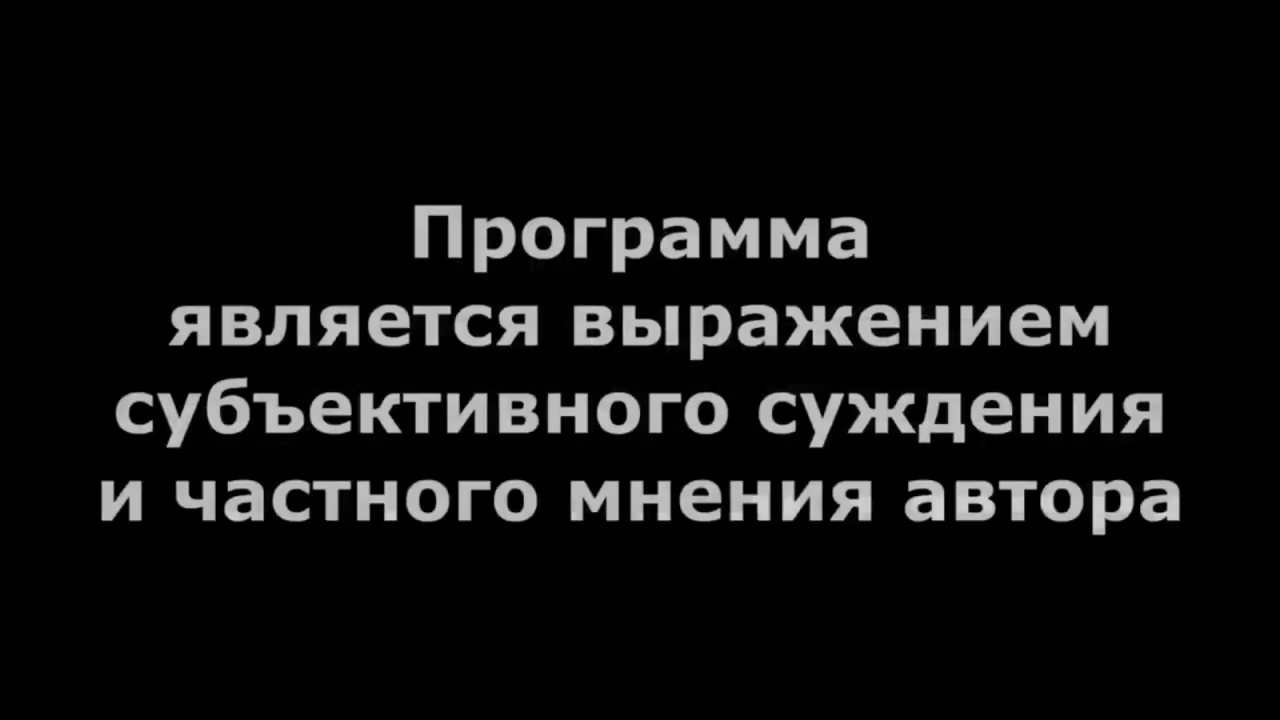 Программа
является выражением
субъективного суждения
и частного мнения автора